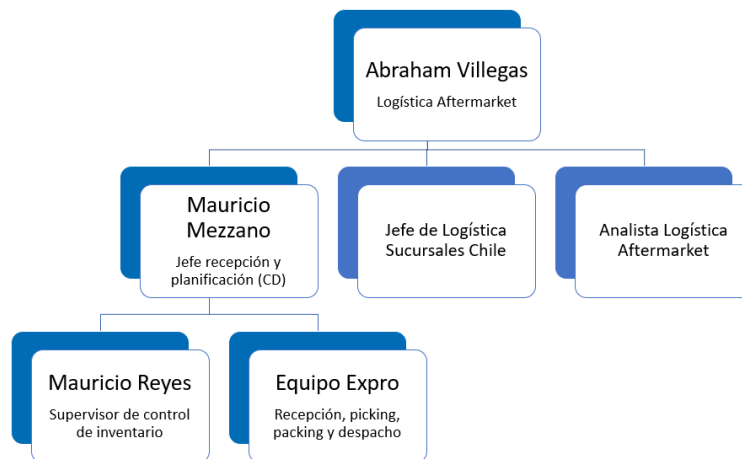 Abraham Villegas
Logística Aftermarket
Mauricio
Mezzano
Jefe recepción y
planificación (CD)
Jefe de Logística
Sucursales Chile
Analista Logística
Aftermarket
Mauricio Reyes
Supervisor de control
de inventario
Equipo Expro
Recepción, picking,
packing y despacho